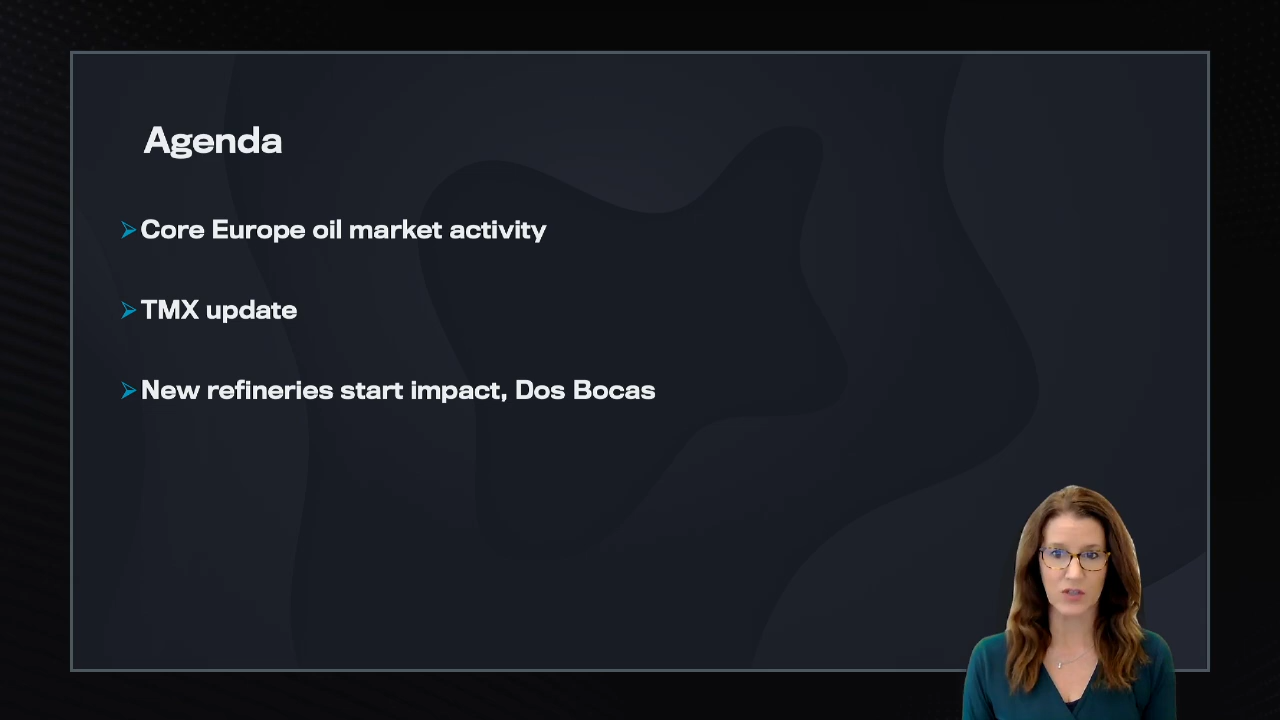 Agenda
Core Europe oil market activity
TMX update
New refineries start impact, Dos Bocas